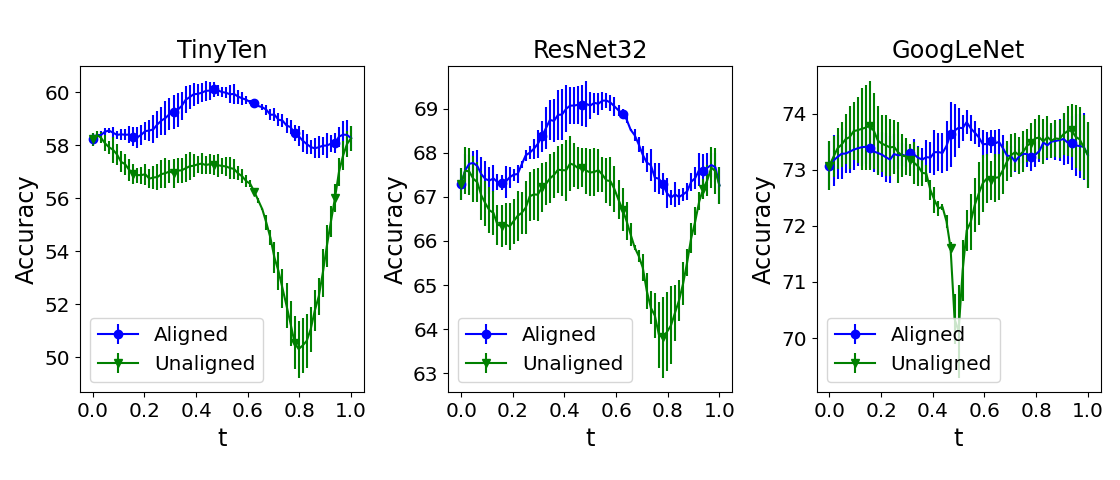 TinyTen
Accuracy
60
58
56
54
52
50
Aligned
Unaligned
0.0 0.2 0.4 0.6 0.8 1.0
t
ResNet32
Accuracy
69
68
67
66
65
64
63
Aligned
Unaligned
0.0 0.2 0.4 0.6 0.8 1.0
t
GoogLeNet
Accuracy
74
73
72
71
70
Aligned
Unaligned
0.0 0.2 0.4 0.6 0.8 1.0
t